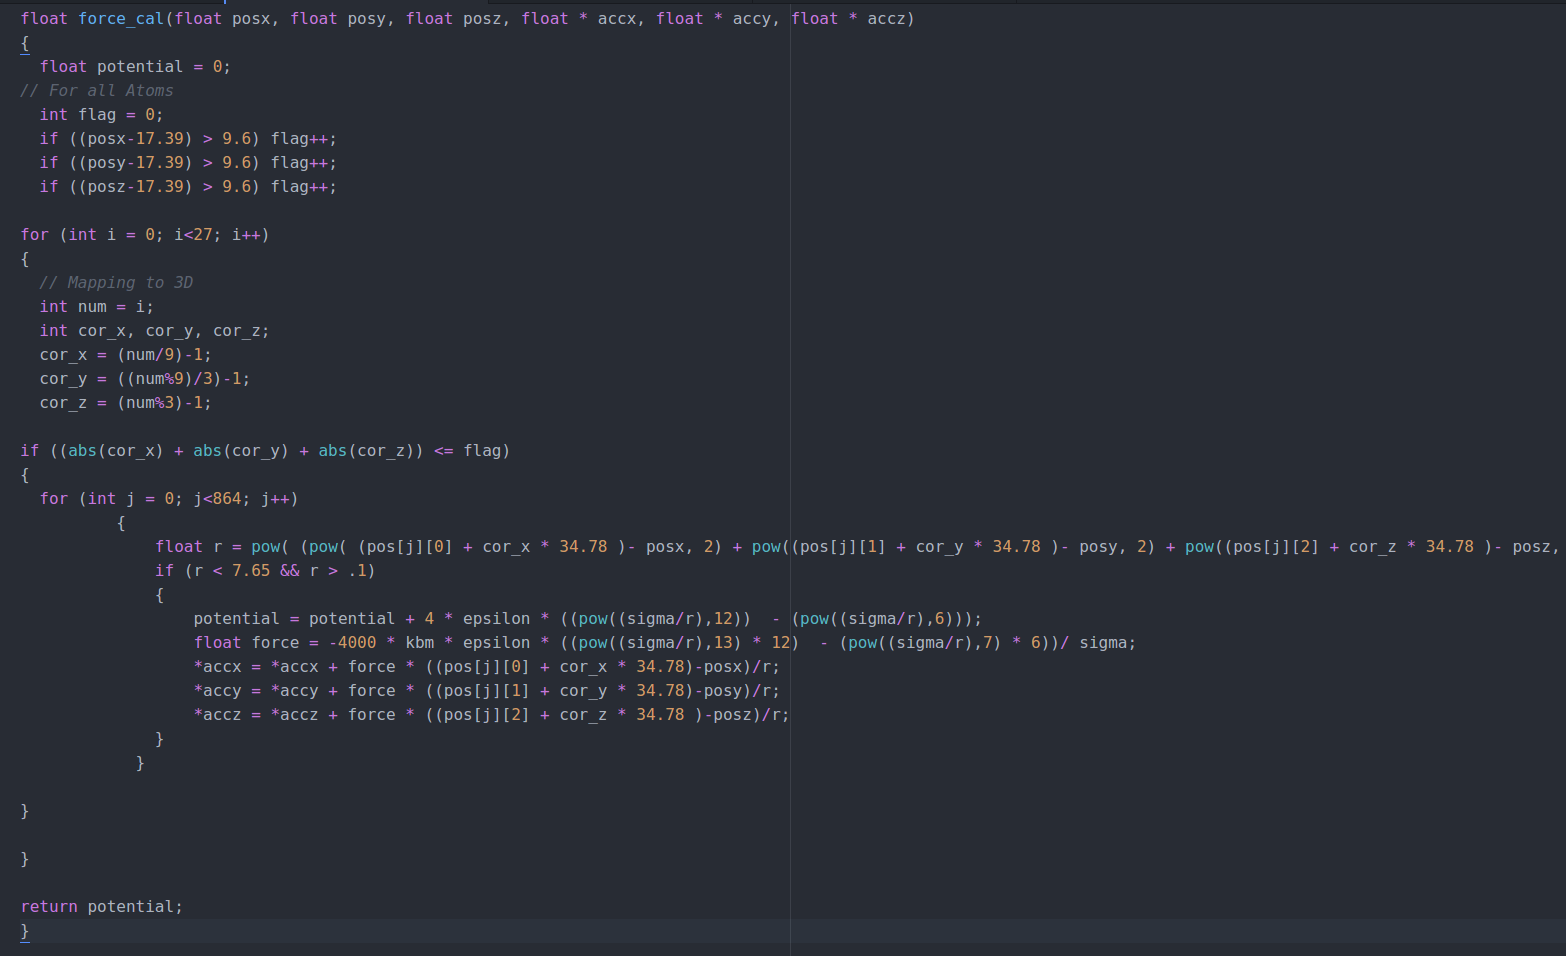 float force_cal(float posx, float posy, float posz, float * accx, float * accy, float * accz)
{
  float potential = 0;
// For all Atoms
  int flag = 0;
  if ((posx-17.39) > 9.6) flag++;
  if ((posy-17.39) > 9.6) flag++;
  if ((posz-17.39) > 9.6) flag++;

for (int i = 0; i<27; i++)
{
  // Mapping to 3D
  int num = i;
  int cor_x, cor_y, cor_z;
  cor_x = (num/9)-1;
  cor_y = ((num%9)/3)-1;
  cor_z = (num%3)-1;

if ((abs(cor_x) + abs(cor_y) + abs(cor_z)) <= flag)
{
  for (int j = 0; j<864; j++)
          {
              float r = pow( (pow( (pos[j][0] + cor_x * 34.78 )- posx, 2) + pow((pos[j][1] + cor_y * 34.78 )- posy, 2) + pow((pos[j][2] + cor_z * 34.78 )- posz,
              if (r < 7.65 && r > .1)
              {
                  potential = potential + 4 * epsilon * ((pow((sigma/r),12))  - (pow((sigma/r),6)));
                  float force = -4000 * kbm * epsilon * ((pow((sigma/r),13) * 12)  - (pow((sigma/r),7) * 6))/ sigma;
                  *accx = *accx + force * ((pos[j][0] + cor_x * 34.78)-posx)/r;
                  *accy = *accy + force * ((pos[j][1] + cor_y * 34.78)-posy)/r;
                  *accz = *accz + force * ((pos[j][2] + cor_z * 34.78 )-posz)/r;
              }
            }

}

}

return potential;
}